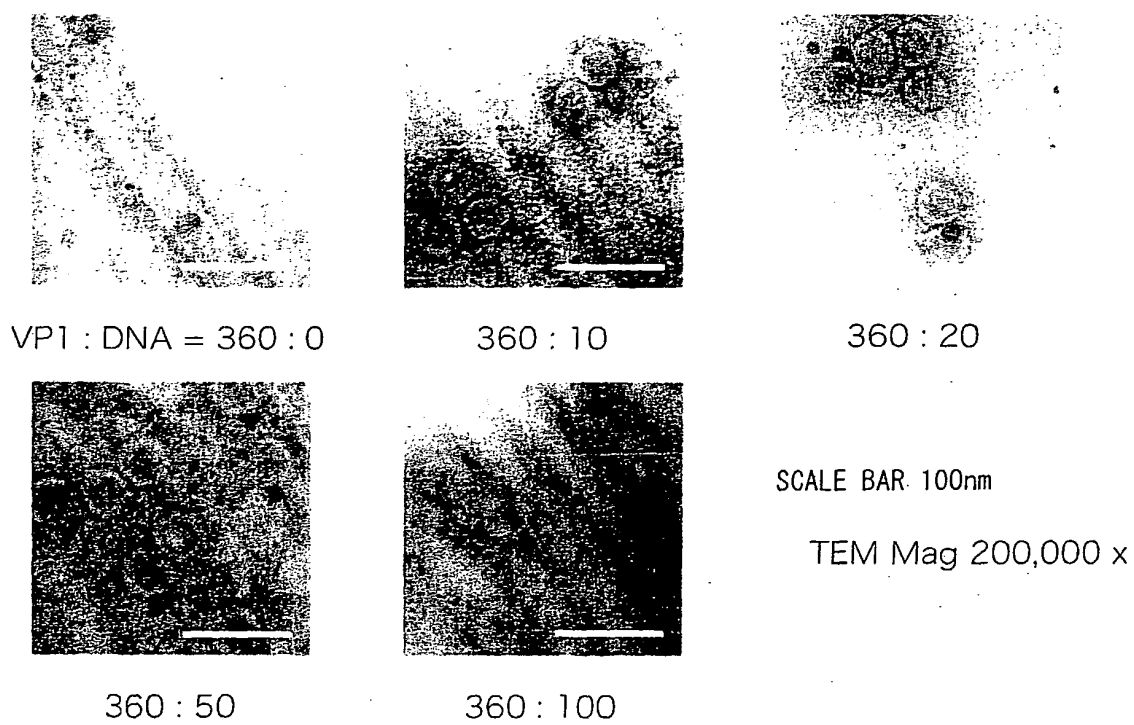 VP1 : DNA = 360 : 0
360 : 10
360 : 20
360 : 50
360 : 100
SCALE BAR 100nm
TEM Mag 200,000 x